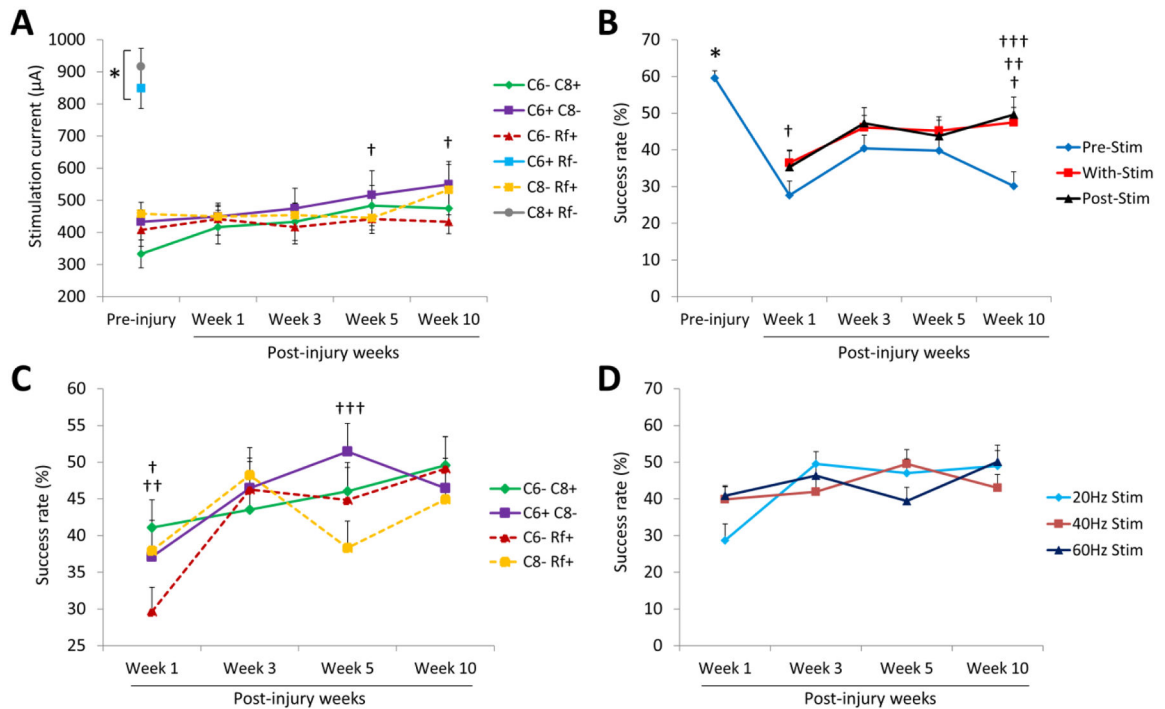 A
Stimulation current (µA)
1000
900
800
700
600
500
400
300
200
*
†
†
Pre-injury
Week 1
Week 3
Week 5
Week 10
Post-injury weeks
C6- C8+
C6+ C8-
C6- Rf+
C6+ Rf-
C8- Rf+
C8+ Rf-
B
Success rate (%)
70
60
50
40
30
20
10
0
*
†
†††
††
†
Pre-injury
Week 1
Week 3
Week 5
Week 10
Post-injury weeks
Pre-Stim
With-Stim
Post-Stim
C
Success rate (%)
60
55
50
45
40
35
30
25
†
††
†††
Week 1
Week 3
Week 5
Week 10
Post-injury weeks
C6- C8+
C6+ C8-
C6- Rf+
C8- Rf+
D
Success rate (%)
70
60
50
40
30
20
10
0
Week 1
Week 3
Week 5
Week 10
Post-injury weeks
20Hz Stim
40Hz Stim
60Hz Stim